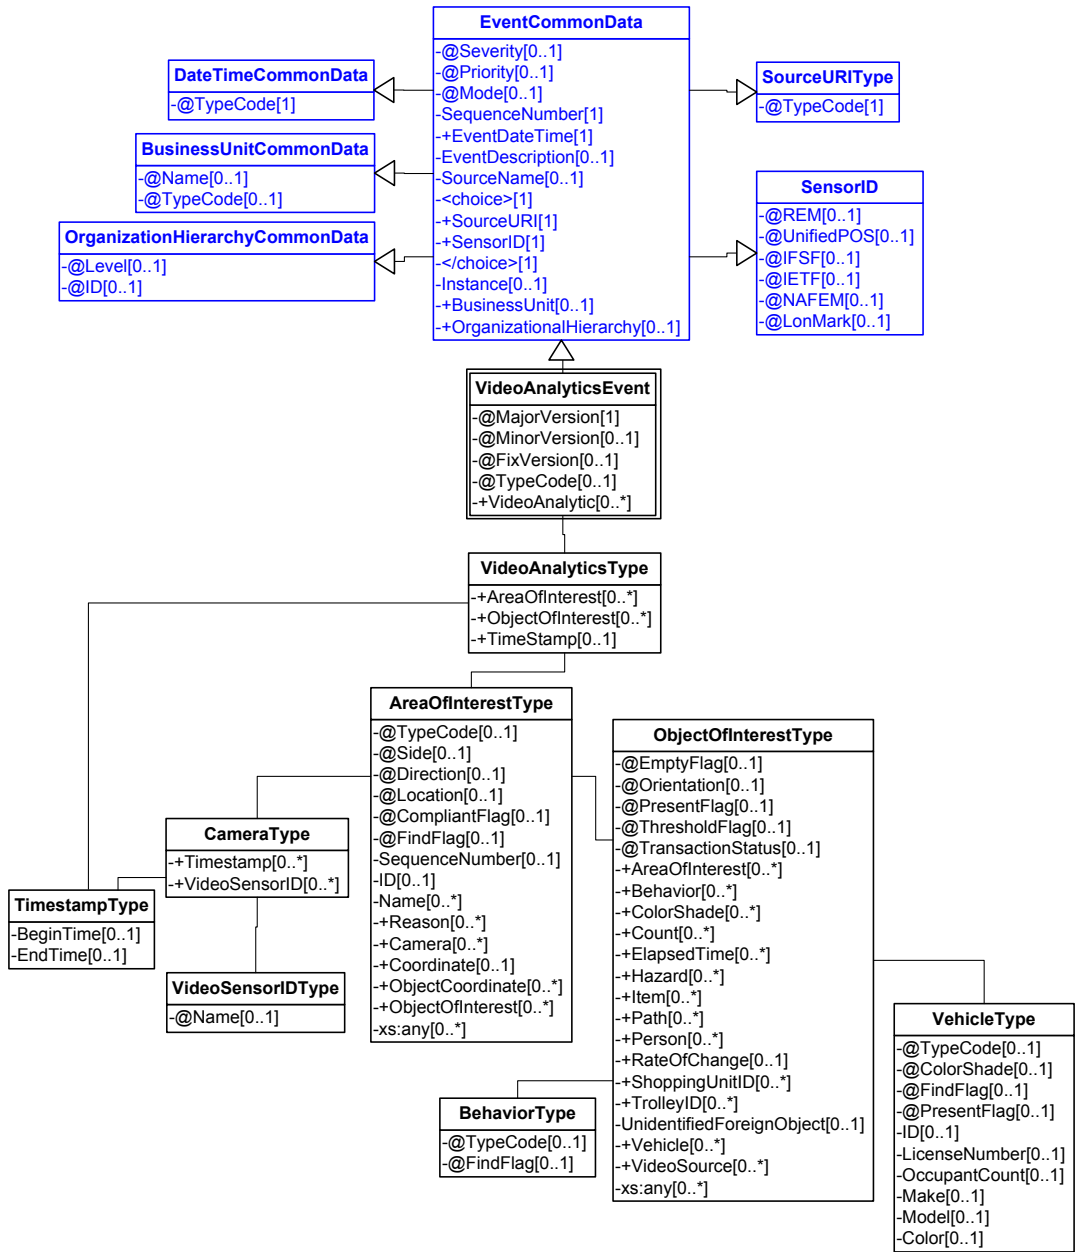 EventCommonData
-@Severity[0..1]
-@Priority[0..1]
-@Mode[0..1]
-SequenceNumber[1]
-+EventDateTime[1]
-EventDescription[0..1]
-SourceName[0..1]
-<choice>[1]
-+SourceURI[1]
-+SensorID[1]
-</choice>[1]
-Instance[0..1]
-+BusinessUnit[0..1]
-+OrganizationalHierarchy[0..1]
DateTimeCommonData
-@TypeCode[1]
BusinessUnitCommonData
-@Name[0..1]
-@TypeCode[0..1]
OrganizationHierarchyCommonData
-@Level[0..1]
-@ID[0..1]
SourceURIType
-@TypeCode[1]
SensorID
-@REM[0..1]
-@UnifiedPOS[0..1]
-@IFSF[0..1]
-@IETF[0..1]
-@NAFEM[0..1]
-@LonMark[0..1]
VideoAnalyticsEvent
-@MajorVersion[1]
-@MinorVersion[0..1]
-@FixVersion[0..1]
-@TypeCode[0..1]
-+VideoAnalytic[0..*]
VideoAnalyticsType
-+AreaOfInterest[0..*]
-+ObjectOfInterest[0..*]
-+TimeStamp[0..1]
AreaOfInterestType
-@TypeCode[0..1]
-@Side[0..1]
-@Direction[0..1]
-@Location[0..1]
-@CompliantFlag[0..1]
-@FindFlag[0..1]
-SequenceNumber[0..1]
-ID[0..1]
-Name[0..*]
-+Reason[0..*]
-+Camera[0..*]
-+Coordinate[0..1]
-+ObjectCoordinate[0..*]
-+ObjectOfInterest[0..*]
-xs:any[0..*]
ObjectOfInterestType
-@EmptyFlag[0..1]
-@Orientation[0..1]
-@PresentFlag[0..1]
-@ThresholdFlag[0..1]
-@TransactionStatus[0..1]
-+AreaOfInterest[0..*]
-+Behavior[0..*]
-+ColorShade[0..*]
-+Count[0..*]
-+ElapsedTime[0..*]
-+Hazard[0..*]
-+Item[0..*]
-+Path[0..*]
-+Person[0..*]
-+RateOfChange[0..1]
-+ShoppingUnitID[0..*]
-+TrolleyID[0..*]
-UnidentifiedForeignObject[0..1]
-+Vehicle[0..*]
-+VideoSource[0..*]
-xs:any[0..*]
CameraType
-+Timestamp[0..*]
-+VideoSensorID[0..*]
TimestampType
-BeginTime[0..1]
-EndTime[0..1]
VideoSensorIDType
-@Name[0..1]
BehaviorType
-@TypeCode[0..1]
-@FindFlag[0..1]
VehicleType
-@TypeCode[0..1]
-@ColorShade[0..1]
-@FindFlag[0..1]
-@PresentFlag[0..1]
-ID[0..1]
-LicenseNumber[0..1]
-OccupantCount[0..1]
-Make[0..1]
-Model[0..1]
-Color[0..1]